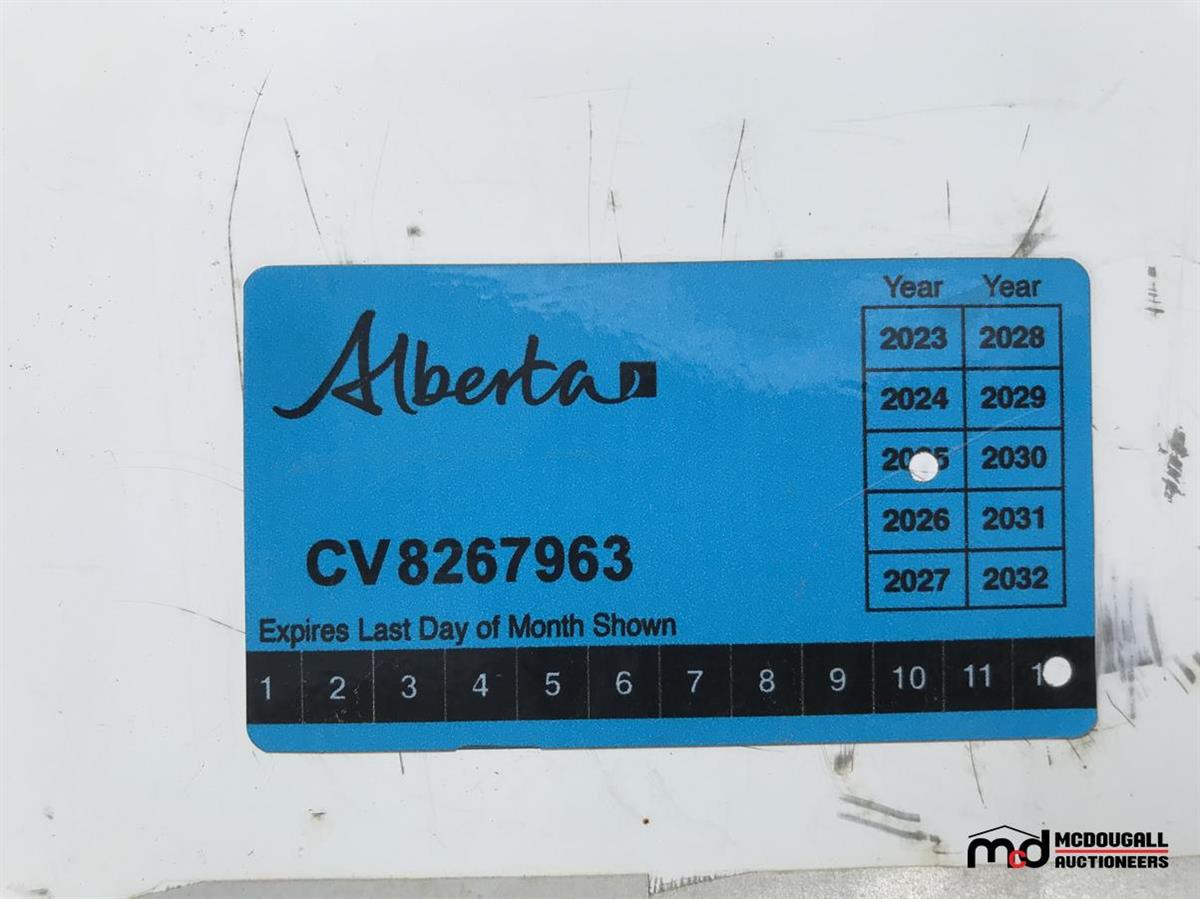 Alberta
Year Year
2023 2028
2024 2029
2030
2026 2031
2027 2032
CV8267963
Expires Last Day of Month Shown
1 2 3 4 5 6 7 8 9 10 11
mcd MCDOUGALL
AUCTIONEERS